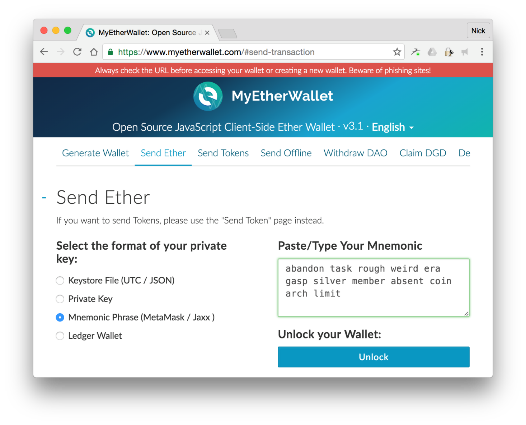 Nick
MyEtherWallet: Open Source J
https://www.myetherwallet.com/#send-transaction
Always check the URL before accessing your wallet or creating a new wallet. Beware of phishing sites!
MyEtherWallet
Open Source JavaScript Client-Side Ether Wallet · v3.1 · English
Generate Wallet Send Ether Send Tokens Send Offline Withdraw DAO Claim DGD De
- Send Ether
If you want to send Tokens, please use the "Send Token" page instead.
Select the format of your private
key:
Keystore File (UTC / JSON)
Private Key
Mnemonic Phrase (MetaMask / Jaxx )
Ledger Wallet
Paste/Type Your Mnemonic
abandon task rough weird era
gasp silver member absent coin
arch limit
Unlock your Wallet:
Unlock